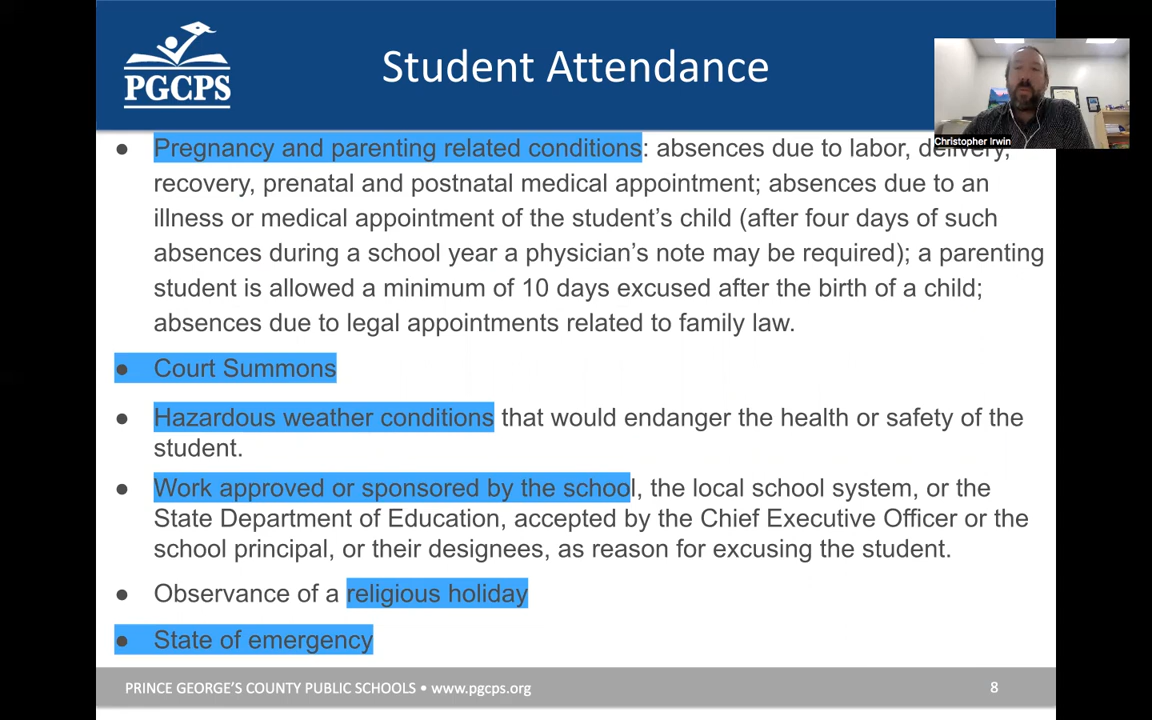 PGCPS
Student Attendance
Christopher Irwin
● Pregnancy and parenting related conditions: absences due to labor, delivery,
recovery, prenatal and postnatal medical appointment; absences due to an
illness or medical appointment of the student’s child (after four days of such
absences during a school year a physician’s note may be required); a parenting
student is allowed a minimum of 10 days excused after the birth of a child;
absences due to legal appointments related to family law.
● Court Summons
● Hazardous weather conditions that would endanger the health or safety of the
student.
● Work approved or sponsored by the school, the local school system, or the
State Department of Education, accepted by the Chief Executive Officer or the
school principal, or their designees, as reason for excusing the student.
● Observance of a religious holiday
● State of emergency
PRINCE GEORGE’S COUNTY PUBLIC SCHOOLS • www.pgcps.org
8